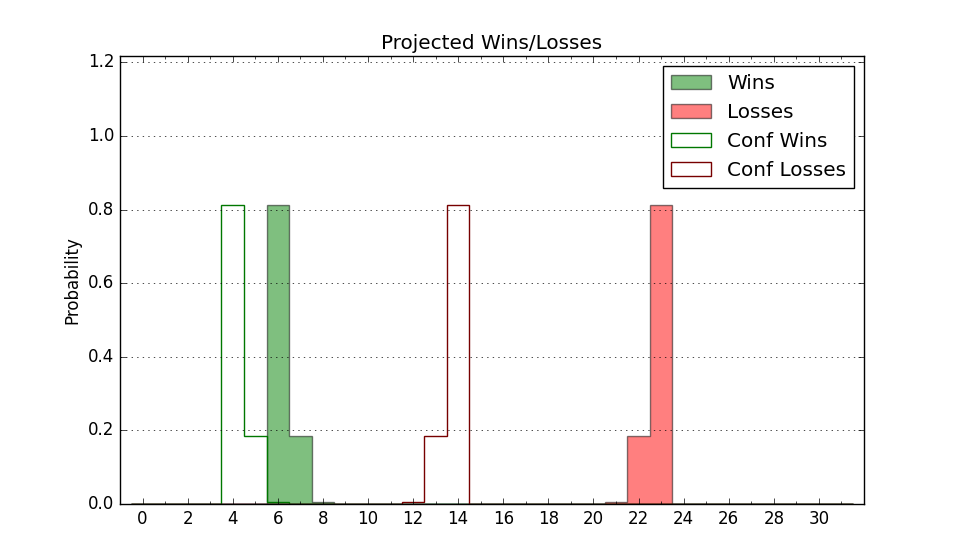 Projected Wins/Losses
1.2
1.0
0.8
0.6
0.4
0.2
0.0
Probability
Wins
Losses
Conf Wins
Conf Losses
0 2 4 6 8 10 12 14 16 18 20 22 24 26 28 30